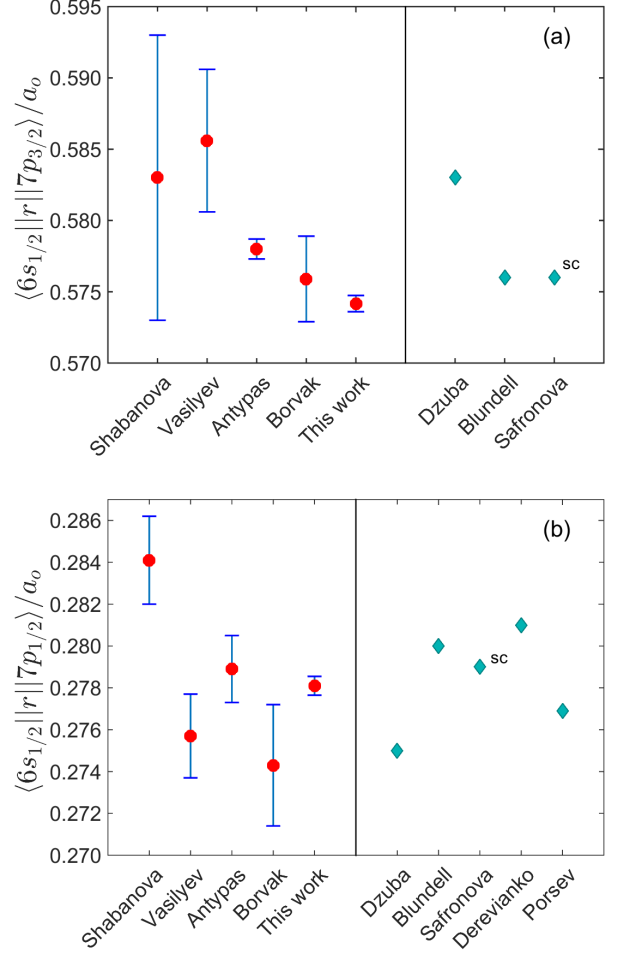 (a)
⟨6s1/2||r||7p3/2⟩/ao
0.595
0.590
0.585
0.580
0.575
0.570
sc
Shabanova
Vasilyev
Antypas
Borvak
This work
Dzuba
Blundell
Safronova
(b)
⟨6s1/2||r||7p1/2⟩/ao
0.286
0.284
0.282
0.280
0.278
0.276
0.274
0.272
0.270
sc
Shabanova
Vasilyev
Antypas
Borvak
This work
Dzuba
Blundell
Safronova
Derevianko
Porsev